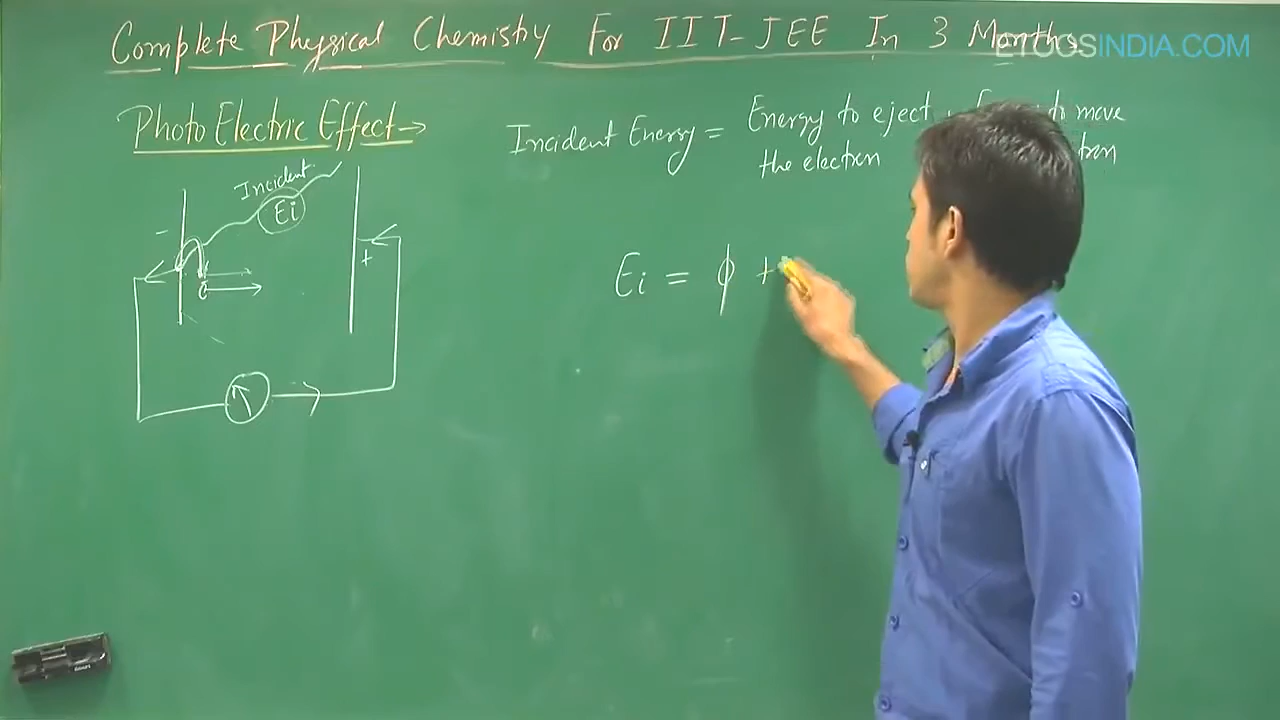 Complete Physical Chemistry For IIT-JEE In 3 Months
ETOOSINDIA.COM
Photo Electric Effect→
Incident Energy = Energy to eject to move
the electron
Incident
Ei
-
+
e
Ei = ϕ +